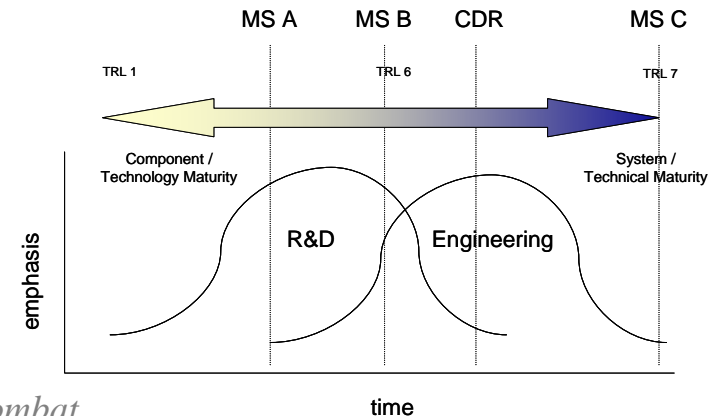 MS A MS B CDR MS C
TRL 1 TRL 6 TRL 7
Component / System /
Technology Maturity Technical Maturity
R&D Engineering
emphasis
time
ombat